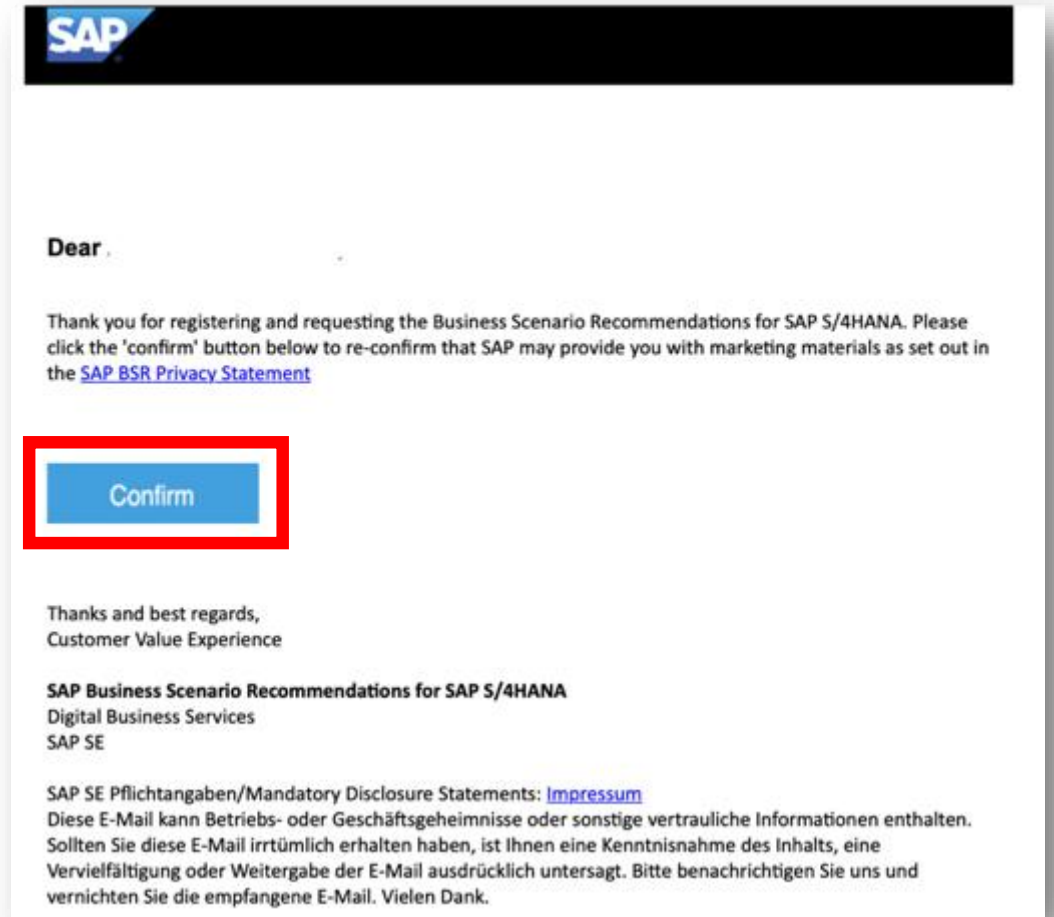 SAP
Dear
Thank you for registering and requesting the Business Scenario Recommendations for SAP S/4HANA. Please
click the 'confirm' button below to re-confirm that SAP may provide you with marketing materials as set out in
the SAP BSR Privacy Statement
Confirm
Thanks and best regards,
Customer Value Experience
SAP Business Scenario Recommendations for SAP S/4HANA
Digital Business Services
SAP SE
SAP SE Pflichtangaben/Mandatory Disclosure Statements: Impressum
Diese E-Mail kann Betriebs- oder Geschäftsgeheimnisse oder sonstige vertrauliche Informationen enthalten.
Sollten Sie diese E-Mail irrtümlich erhalten haben, ist Ihnen eine Kenntnisnahme des Inhalts, eine
Vervielfältigung oder Weitergabe der E-Mail ausdrücklich untersagt. Bitte benachrichtigen Sie uns und
vernichten Sie die empfangene E-Mail. Vielen Dank.